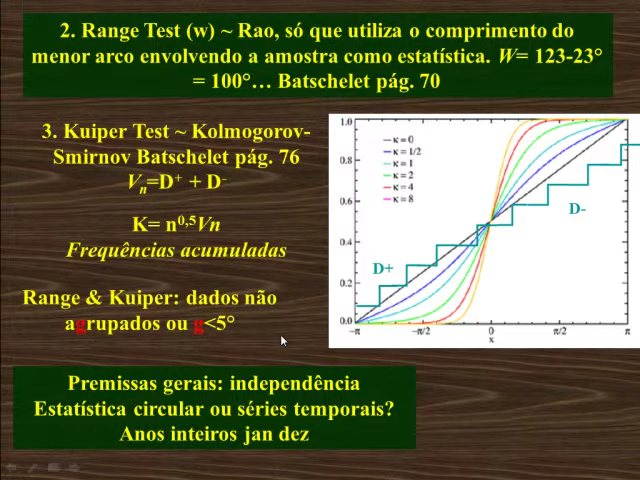 2. Range Test (w) ~ Rao, só que utiliza o comprimento do
menor arco envolvendo a amostra como estatística. W= 123-23°
= 100°… Batschelet pág. 70
3. Kuiper Test ~ Kolmogorov-
Smirnov Batschelet pág. 76
Vn=D+ + D-
K= n0,5Vn
Frequências acumuladas
Range & Kuiper: dados não
agrupados ou g<5°
1.0
0.8
0.6
0.4
0.2
0.0
κ=0
κ=1/2
κ=1
κ=2
κ=4
κ=8
D+
D-
-π
-π/2
0
π/2
π
x
Premissas gerais: independência
Estatística circular ou séries temporais?
Anos inteiros jan dez